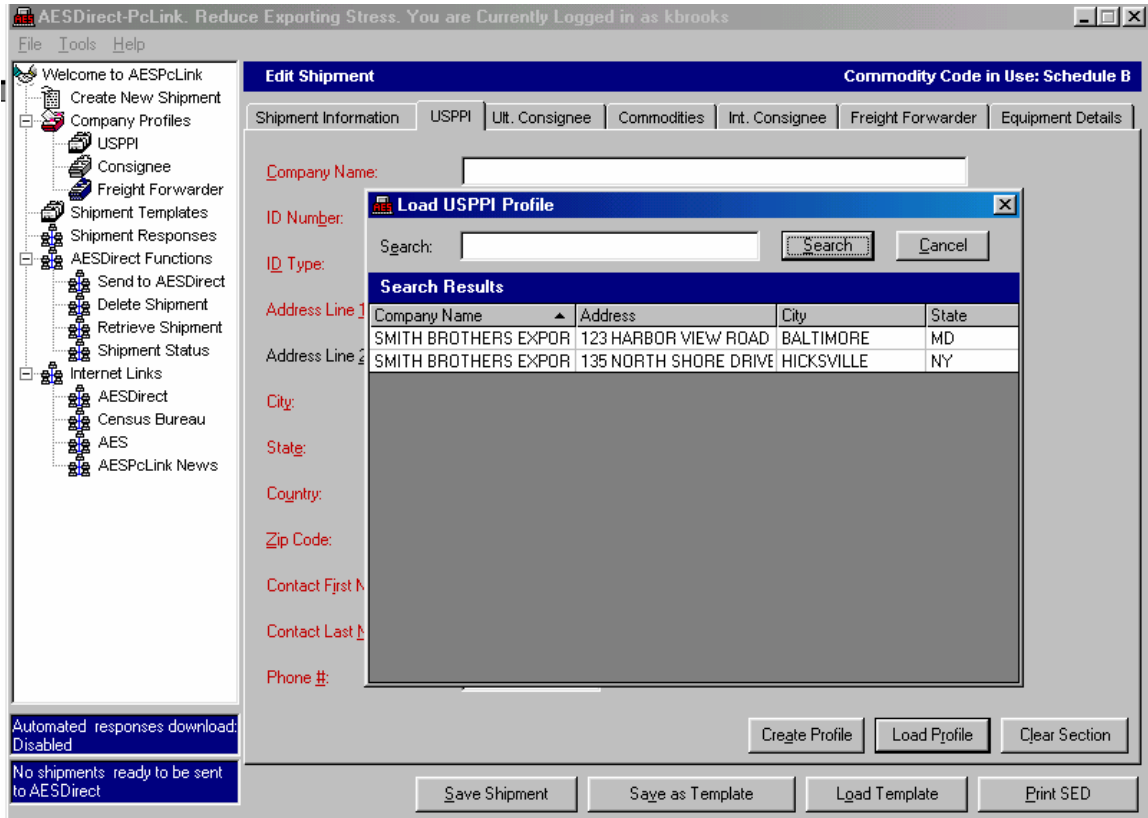 AESDirect-PcLink. Reduce Exporting Stress. You are Currently Logged in as kbrooks
File Tools Help
Welcome to AESPcLink
Create New Shipment
Company Profiles
USPPI
Consignee
Freight Forwarder
Shipment Templates
Shipment Responses
AESDirect Functions
Send to AESDirect
Delete Shipment
Retrieve Shipment
Shipment Status
Internet Links
AESDirect
Census Bureau
AES
AESPcLink News
Automated responses download:
Disabled
No shipments ready to be sent
to AESDirect
Edit Shipment Commodity Code in Use: Schedule B
Shipment Information USPPI Ult. Consignee Commodities Int. Consignee Freight Forwarder Equipment Details
Company Name:
ID Number:
ID Type:
Address Line 1
Address Line 2
City:
State:
Country:
Zip Code:
Contact First N
Contact Last N
Phone #:
AES Load USPPI Profile
Search: Search Cancel
Search Results
Company Name Address City State
SMITH BROTHERS EXPOR 123 HARBOR VIEW ROAD BALTIMORE MD
SMITH BROTHERS EXPOR 135 NORTH SHORE DRIVE HICKSVILLE NY
Create Profile Load Profile Clear Section
Save Shipment Save as Template Load Template Print SED